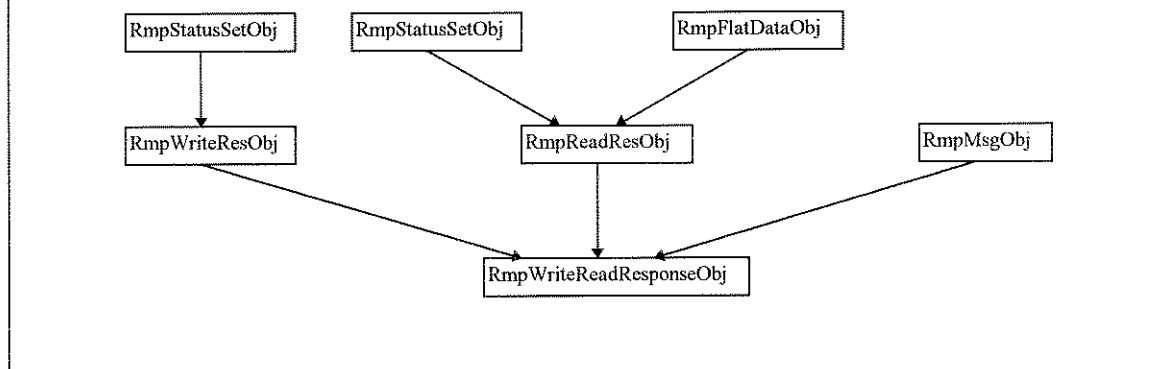 RmpStatusSetObj
RmpStatusSetObj
RmpFlatDataObj
RmpWriteResObj
RmpReadResObj
RmpMsgObj
RmpWriteReadResponseObj